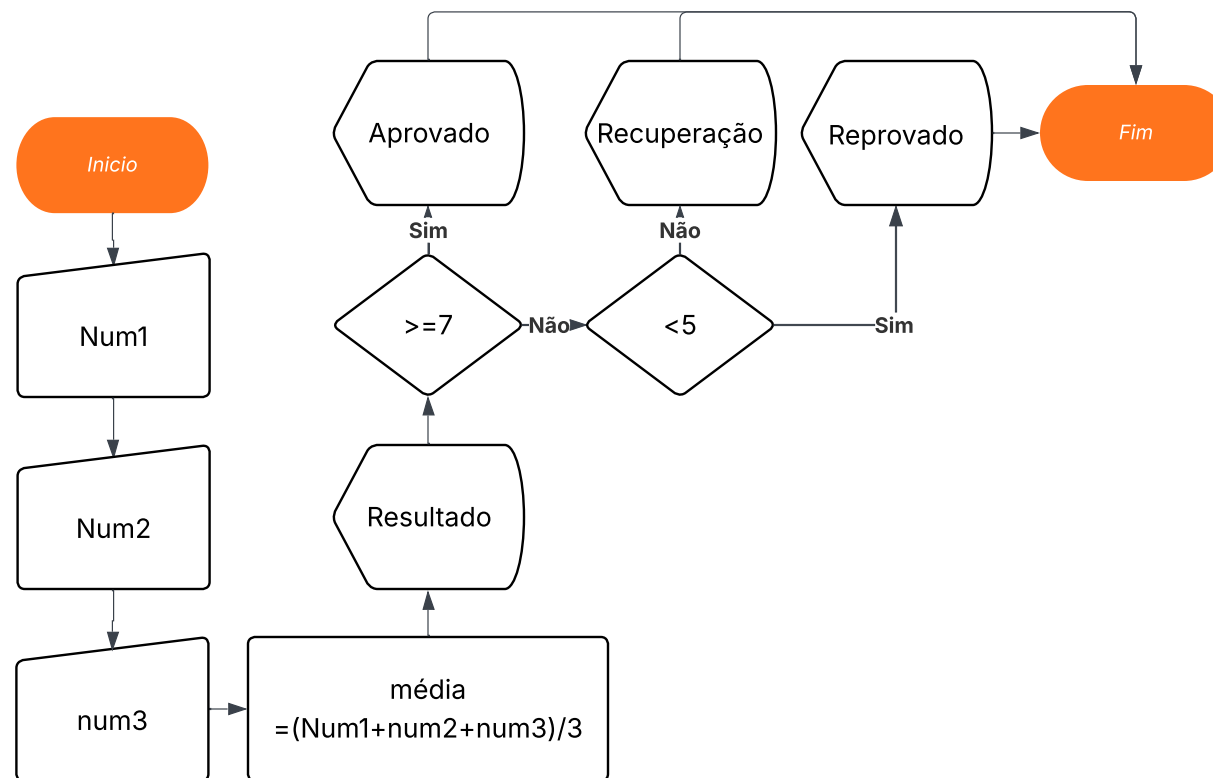 Inicio
Num1
Num2
num3
média
=(Num1+num2+num3)/3
Resultado
>=7
Sim
Aprovado
Não
<5
Não
Recuperação
Sim
Reprovado
Fim